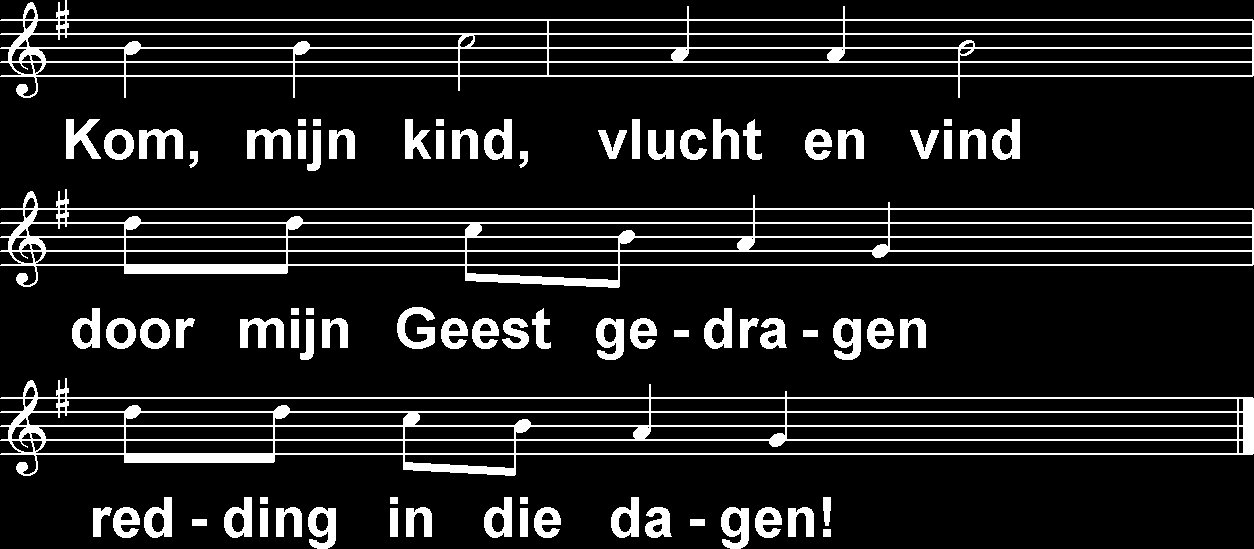 Kom, mijn kind, vlucht en vind
door mijn Geest ge - dra - gen
red - ding in die da - gen!